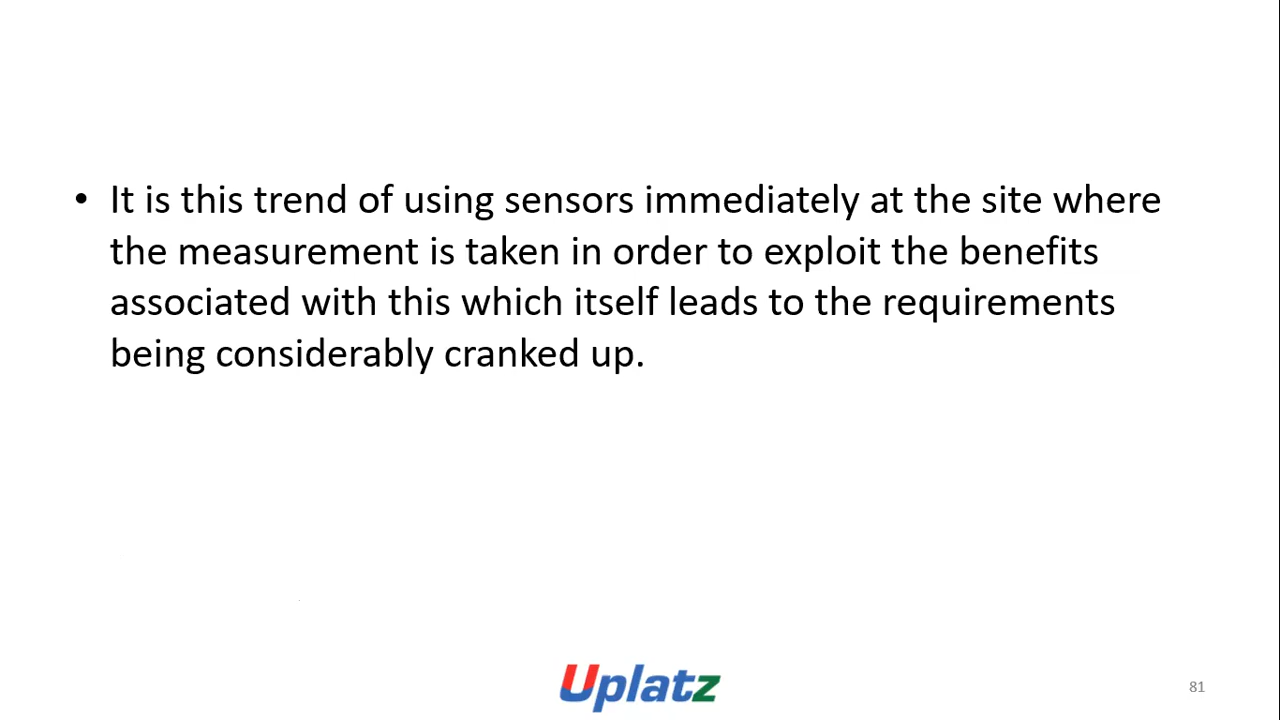 • It is this trend of using sensors immediately at the site where
the measurement is taken in order to exploit the benefits
associated with this which itself leads to the requirements
being considerably cranked up.
Uplatz
81